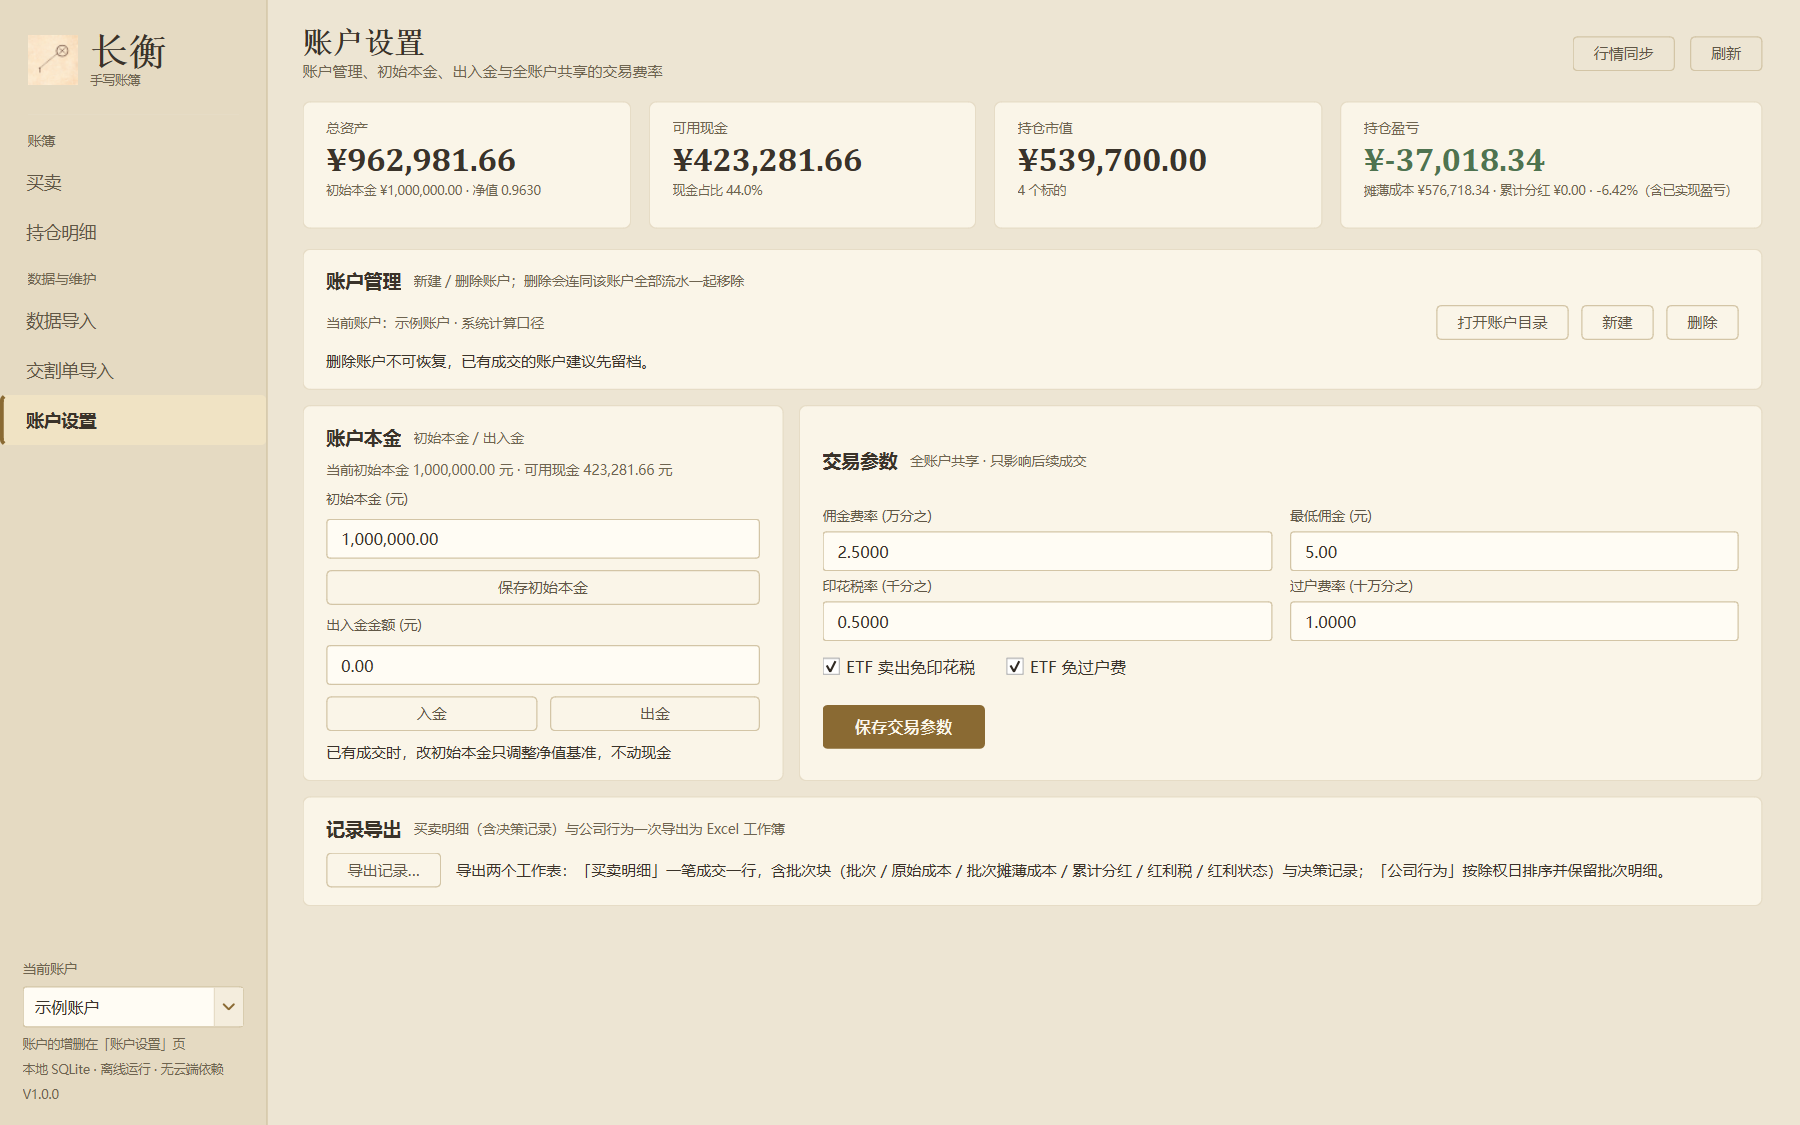 长衡
手写账簿
账簿
买卖
持仓明细
数据与维护
数据导入
交割单导入
账户设置
当前账户
示例账户
账户的增删在「账户设置」页
本地 SQLite · 离线运行 · 无云端依赖
V1.0.0
账户设置
账户管理、初始本金、出入金与全账户共享的交易费率
行情同步
刷新
总资产
¥962,981.66
初始本金 ¥1,000,000.00 · 净值 0.9630
可用现金
¥423,281.66
现金占比 44.0%
持仓市值
¥539,700.00
4 个标的
持仓盈亏
¥-37,018.34
摊薄成本 ¥576,718.34 · 累计分红 ¥0.00 · -6.42%（含已实现盈亏）
账户管理 新建 / 删除账户；删除会连同该账户全部流水一起移除
当前账户：示例账户 · 系统计算口径
打开账户目录
新建
删除
删除账户不可恢复，已有成交的账户建议先留档。
账户本金 初始本金 / 出入金
当前初始本金 1,000,000.00 元 · 可用现金 423,281.66 元
初始本金 (元)
1,000,000.00
保存初始本金
出入金金额 (元)
0.00
入金
出金
已有成交时，改初始本金只调整净值基准，不动现金
交易参数 全账户共享 · 只影响后续成交
佣金费率 (万分之)
2.5000
最低佣金 (元)
5.00
印花税率 (千分之)
0.5000
过户费率 (十万分之)
1.0000
ETF 卖出免印花税
ETF 免过户费
保存交易参数
记录导出 买卖明细（含决策记录）与公司行为一次导出为 Excel 工作簿
导出记录...
导出两个工作表：「买卖明细」一笔成交一行，含批次块（批次 / 原始成本 / 批次摊薄成本 / 累计分红 / 红利税 / 红利状态）与决策记录；「公司行为」按除权日排序并保留批次明细。